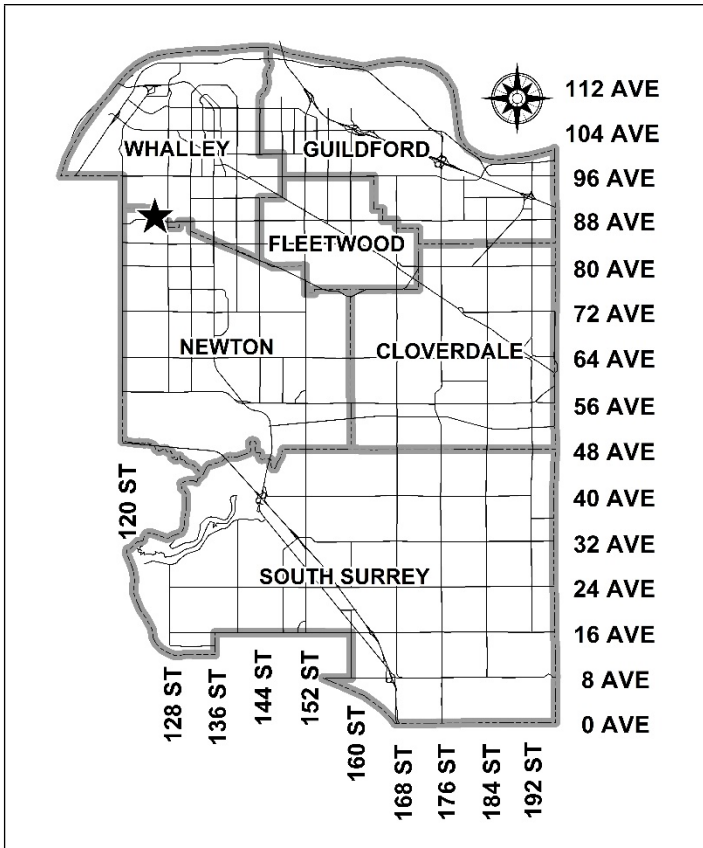 112 AVE
104 AVE
WHALLEY
GUILDFORD
96 AVE
88 AVE
FLEETWOOD
80 AVE
72 AVE
NEWTON
CLOVERDALE
64 AVE
56 AVE
48 AVE
120 ST
40 AVE
32 AVE
SOUTH SURREY
24 AVE
16 AVE
8 AVE
0 AVE
128 ST
136 ST
144 ST
152 ST
160 ST
168 ST
176 ST
184 ST
192 ST